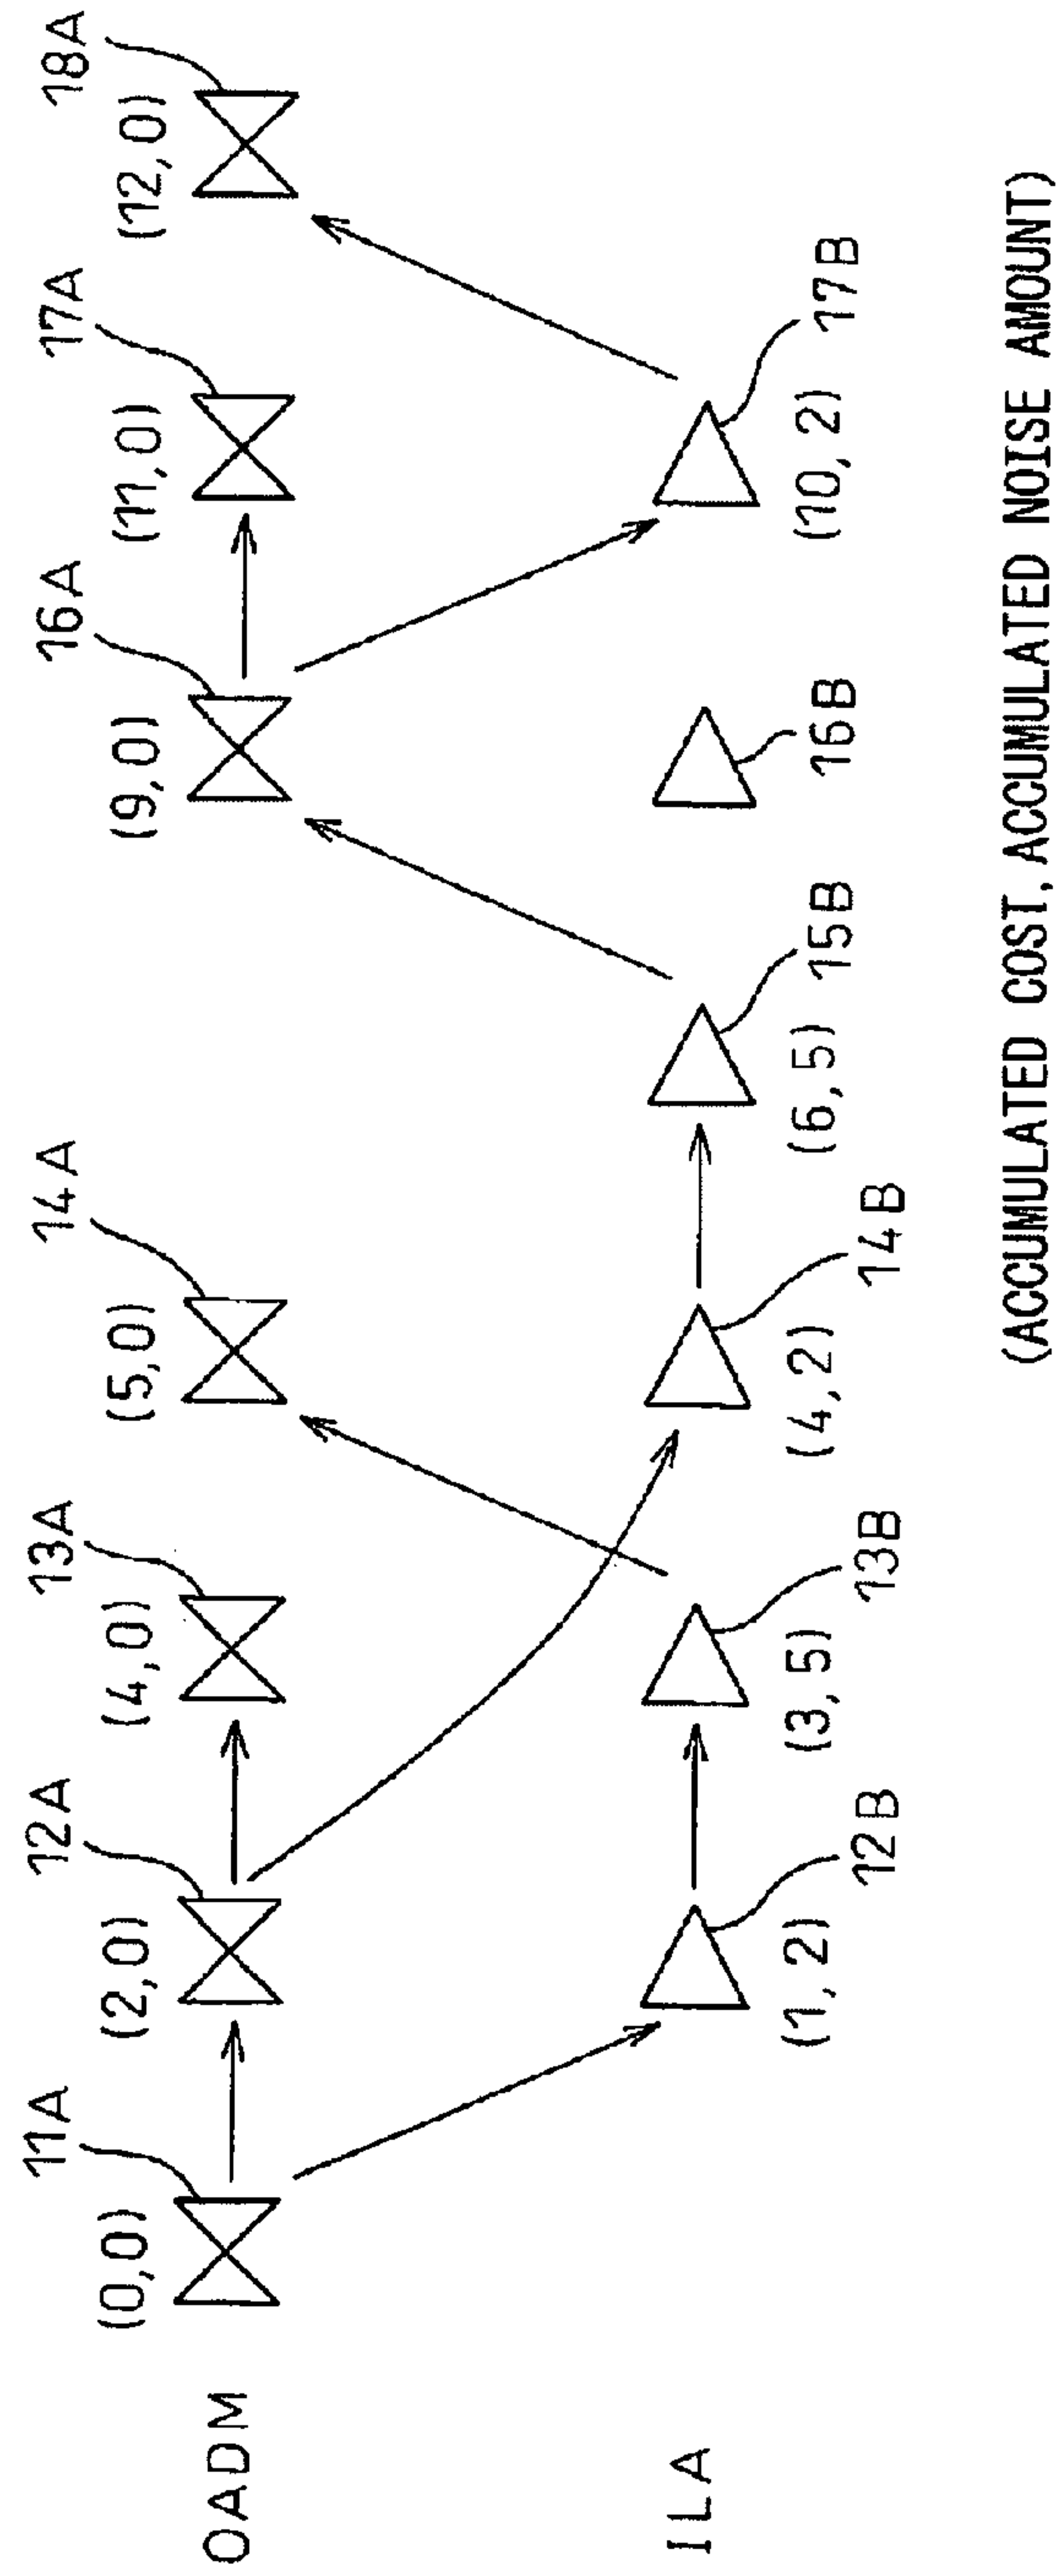 11A
12A
13A
14A
16A
17A
18A
(0,0)
(2,0)
(4,0)
(5,0)
(9,0)
(11,0)
(12,0)
OADM
ILA
(1,2)
(3,5)
(4,2)
(6,5)
(10,2)
12B
13B
14B
15B
16B
17B
(ACCUMULATED COST, ACCUMULATED NOISE AMOUNT)